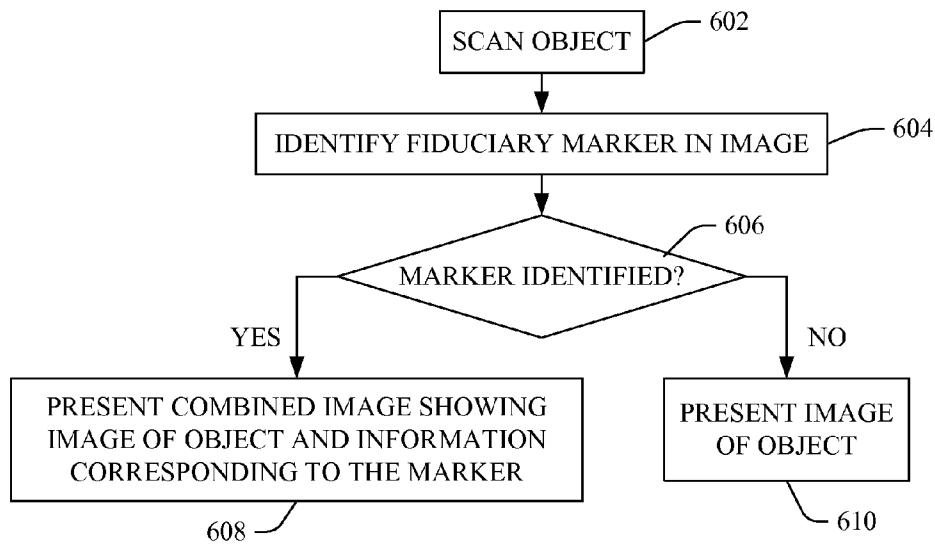 SCAN OBJECT
602
IDENTIFY FIDUCIARY MARKER IN IMAGE
604
606
MARKER IDENTIFIED?
YES
NO
PRESENT COMBINED IMAGE SHOWING
IMAGE OF OBJECT AND INFORMATION
CORRESPONDING TO THE MARKER
608
PRESENT IMAGE
OF OBJECT
610